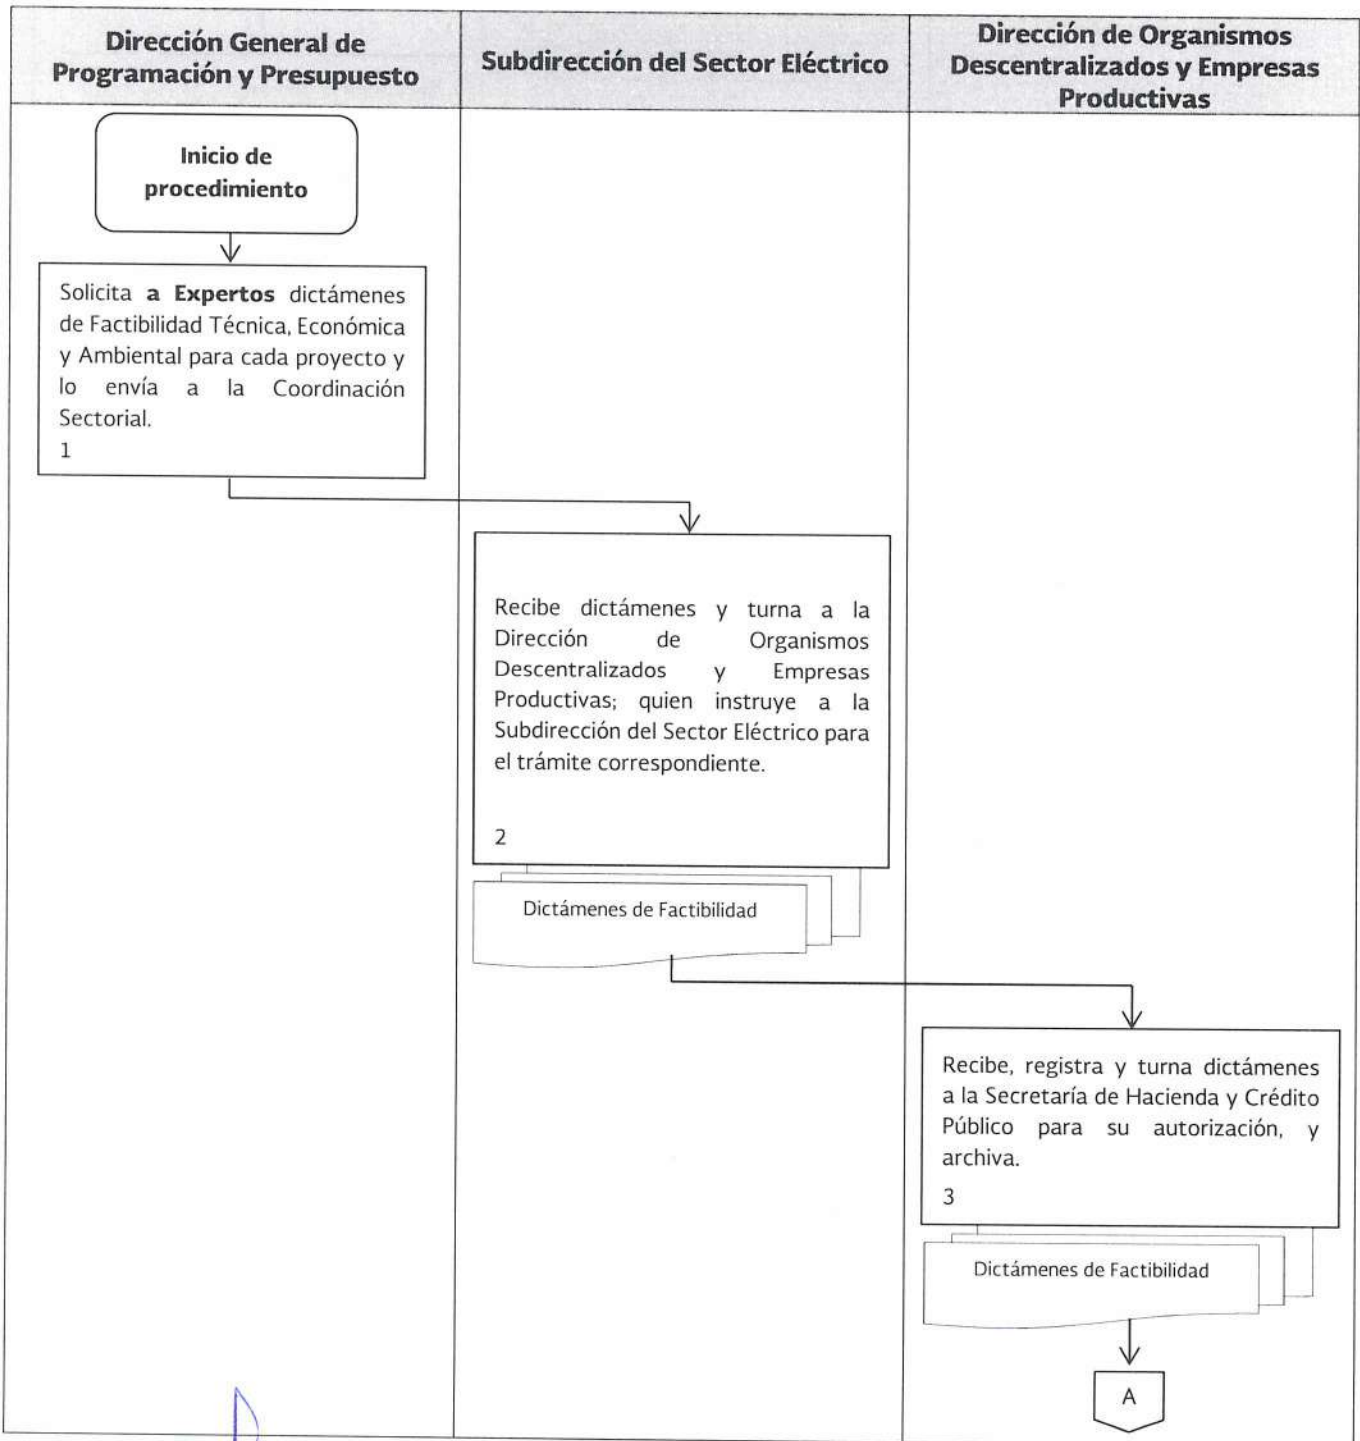 Dirección General de
Programación y Presupuesto
Subdirección del Sector Eléctrico
Dirección de Organismos
Descentralizados y Empresas
Productivas
Inicio de
procedimiento
Solicita a Expertos dictámenes
de Factibilidad Técnica, Económica
y Ambiental para cada proyecto y
lo envía a la Coordinación
Sectorial.
1
Recibe dictámenes y turna a la
Dirección de Organismos
Descentralizados y Empresas
Productivas; quien instruye a la
Subdirección del Sector Eléctrico para
el trámite correspondiente.
2
Dictámenes de Factibilidad
Recibe, registra y turna dictámenes
a la Secretaría de Hacienda y Crédito
Público para su autorización, y
archiva.
3
Dictámenes de Factibilidad
A